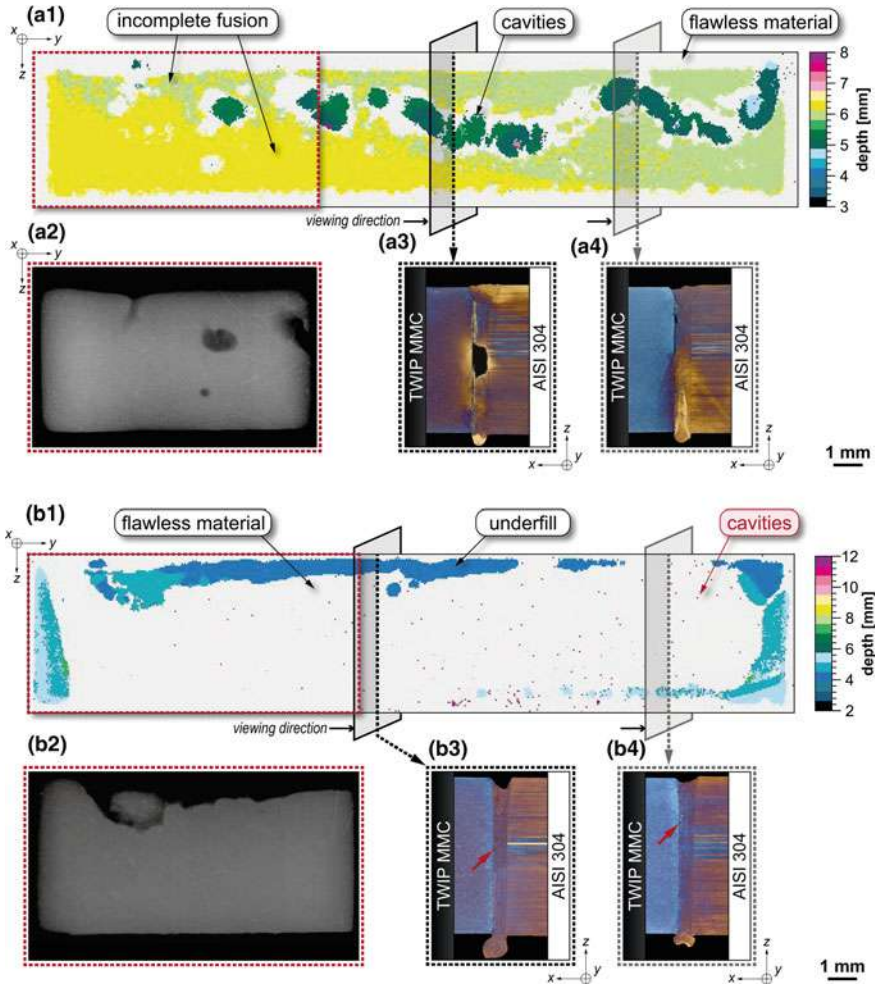 (a1)
incomplete fusion
cavities
flawless material
x
y
z
8
7
6
5
4
3
depth [mm]
viewing direction
(a2)
x
y
z
(a3)
TWIP MMC
AISI 304
z
x
y
(a4)
TWIP MMC
AISI 304
z
x
y
1 mm
(b1)
flawless material
underfill
cavities
x
y
z
12
10
8
6
4
2
depth [mm]
viewing direction
(b2)
x
y
z
(b3)
TWIP MMC
AISI 304
z
x
y
(b4)
TWIP MMC
AISI 304
z
x
y
1 mm